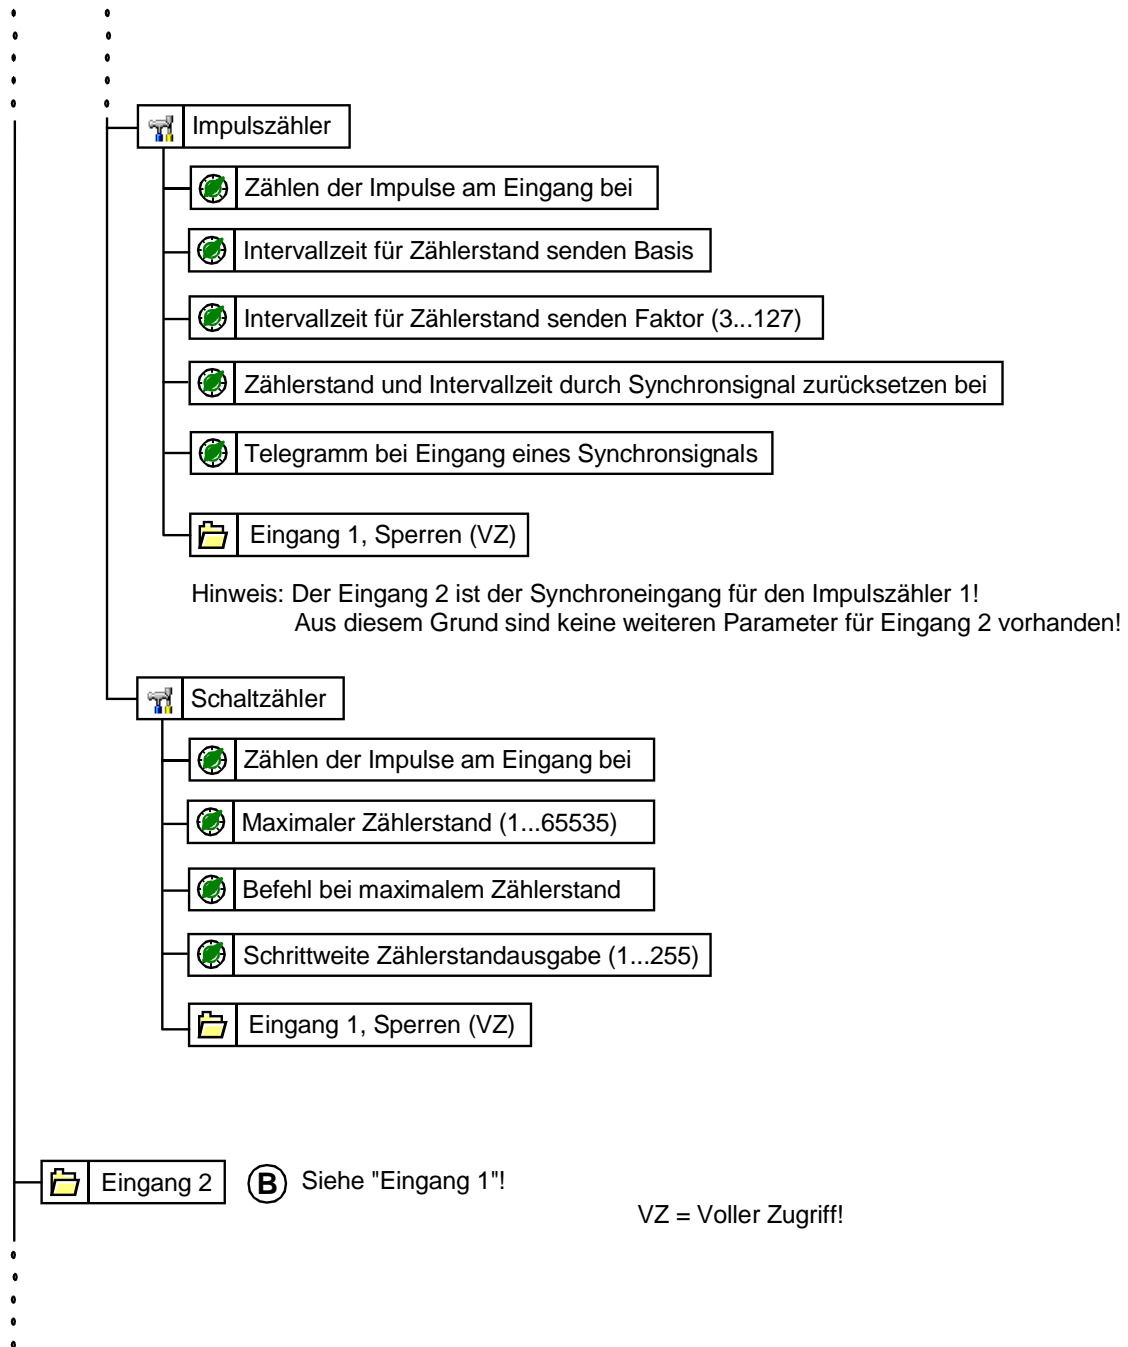 Impulszähler
Zählen der Impulse am Eingang bei
Intervallzeit für Zählerstand senden Basis
Intervallzeit für Zählerstand senden Faktor (3...127)
Zählerstand und Intervallzeit durch Synchronsignal zurücksetzen bei
Telegramm bei Eingang eines Synchronsignals
Eingang 1, Sperren (VZ)
Hinweis: Der Eingang 2 ist der Synchroneingang für den Impulszähler 1!
Aus diesem Grund sind keine weiteren Parameter für Eingang 2 vorhanden!
Schaltzähler
Zählen der Impulse am Eingang bei
Maximaler Zählerstand (1...65535)
Befehl bei maximalem Zählerstand
Schrittweite Zählerstandausgabe (1...255)
Eingang 1, Sperren (VZ)
Eingang 2 B Siehe "Eingang 1"!
VZ = Voller Zugriff!